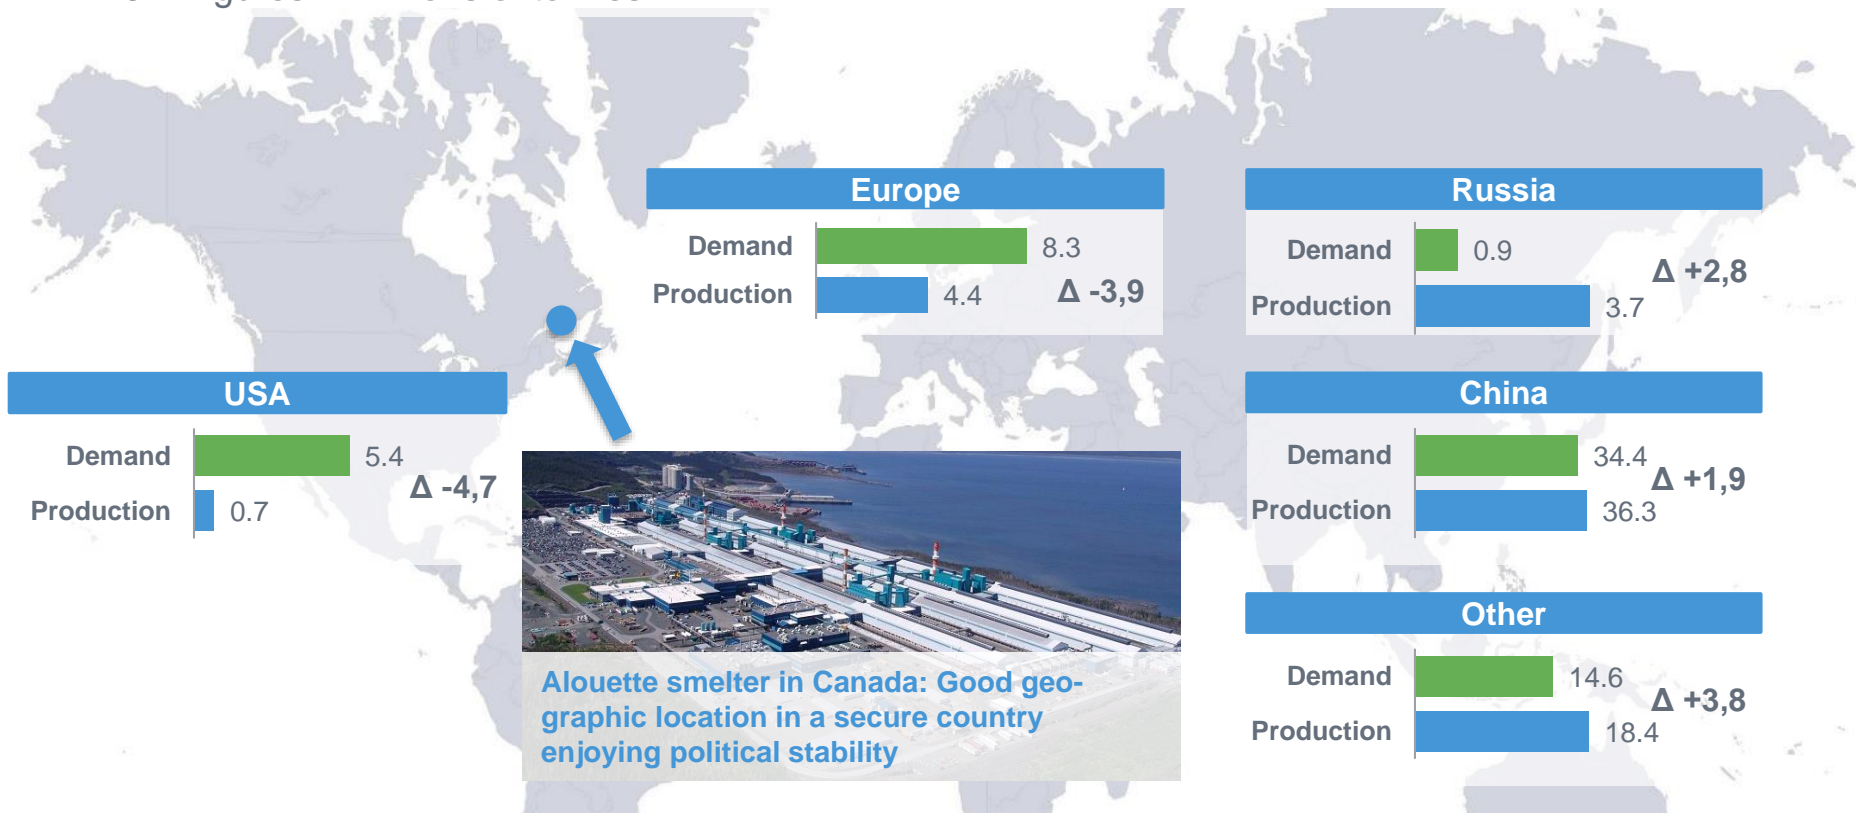 Europe
Demand 8.3
Production 4.4
Δ -3,9
Russia
Demand 0.9
Production 3.7
Δ +2,8
USA
Demand 5.4
Production 0.7
Δ -4,7
China
Demand 34.4
Production 36.3
Δ +1,9
Other
Demand 14.6
Production 18.4
Δ +3,8
Alouette smelter in Canada: Good geo-
graphic location in a secure country
enjoying political stability